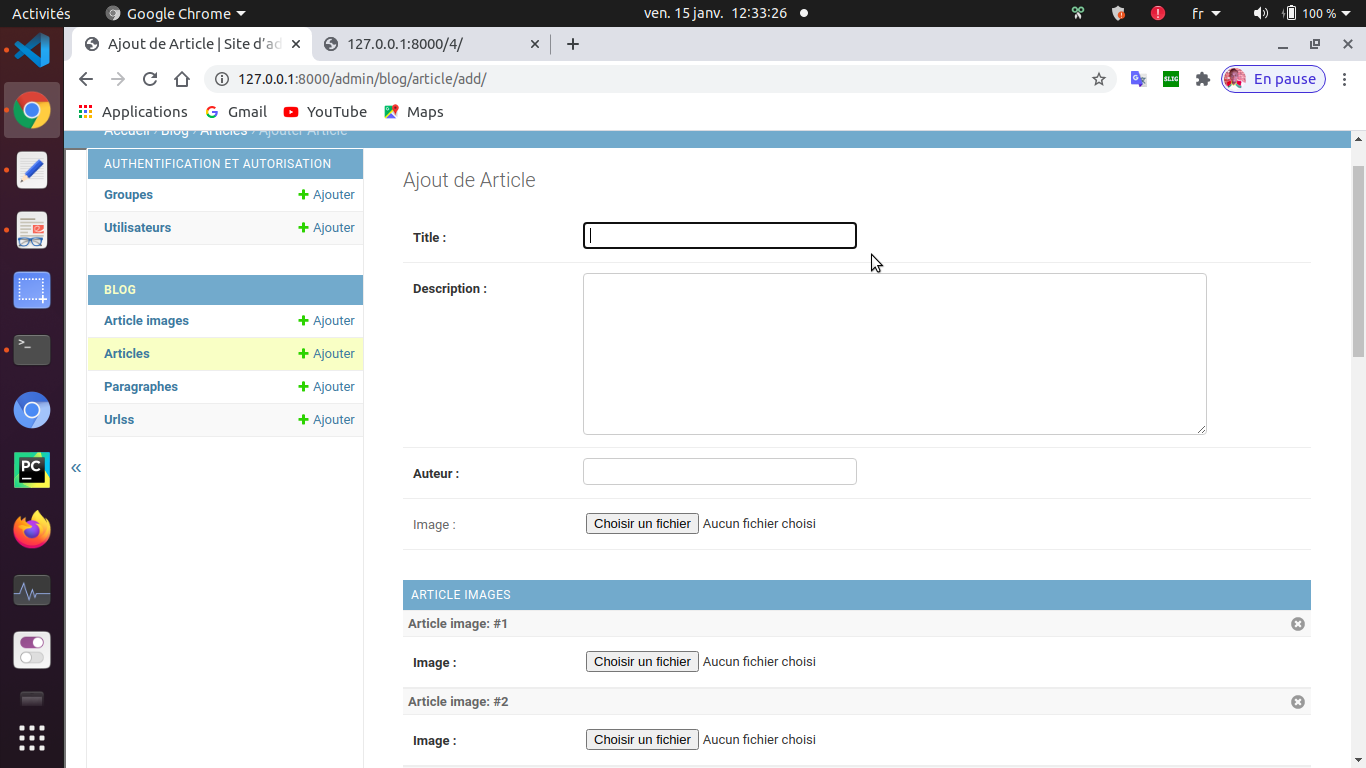 Activités Google Chrome ven. 15 janv. 12:33:26 fr 100 %
Ajout de Article | Site d'ad 127.0.0.1:8000/4/
127.0.0.1:8000/admin/blog/article/add/ SLIG En pause
Applications Gmail YouTube Maps
Accueil › Blog › Articles › Ajouter Article
AUTHENTIFICATION ET AUTORISATION
Groupes Ajouter
Utilisateurs Ajouter
BLOG
Article images Ajouter
Articles Ajouter
Paragraphes Ajouter
Urlss Ajouter
«
Ajout de Article
Title :
Description :
Auteur :
Image : Choisir un fichier Aucun fichier choisi
ARTICLE IMAGES
Article image: #1
Image : Choisir un fichier Aucun fichier choisi
Article image: #2
Image : Choisir un fichier Aucun fichier choisi
>_
PC